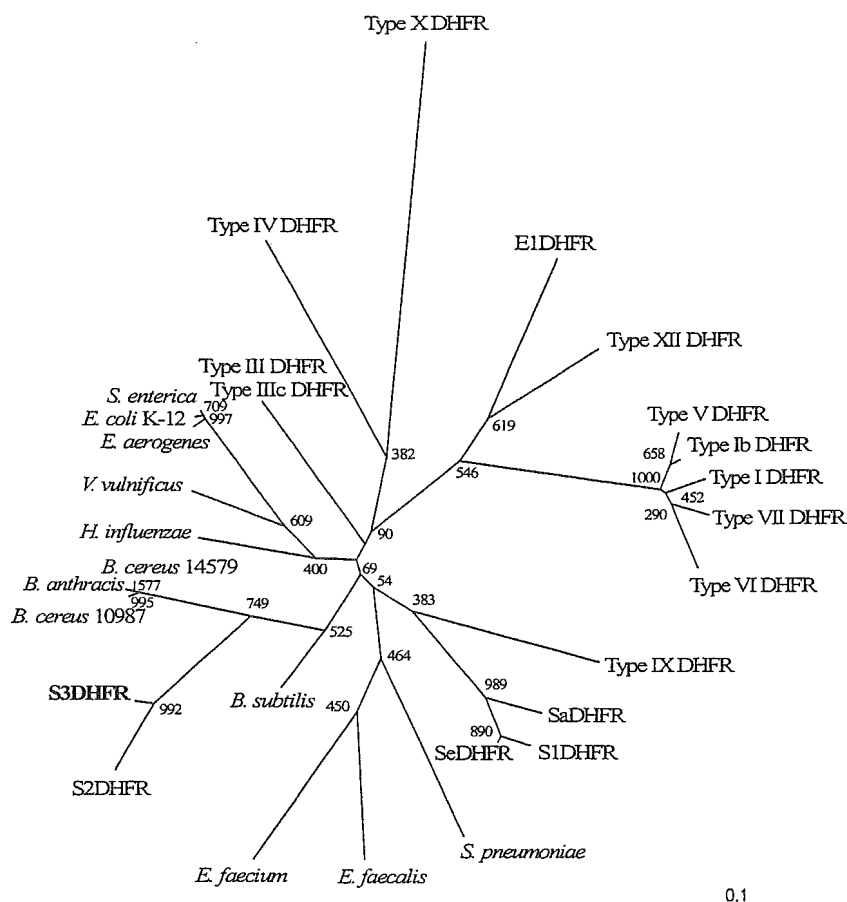 Type X DHFR
Type IV DHFR
E1DHFR
Type XII DHFR
Type III DHFR
Type IIIc DHFR
S. enterica
709
E. coli K-12
997
E. aerogenes
382
619
Type V DHFR
658
Type Ib DHFR
546
1000
Type I DHFR
452
V. vulnificus
290
Type VII DHFR
609
90
H. influenzae
400
B. cereus 14579
69
Type VI DHFR
54
B. anthracis
1577
995
B. cereus 10987
749
383
525
464
Type IX DHFR
S3DHFR
992
B. subtilis
450
989
SaDHFR
890
SeDHFR
S1DHFR
S2DHFR
S. pneumoniae
E. faecium
E. faecalis
0.1